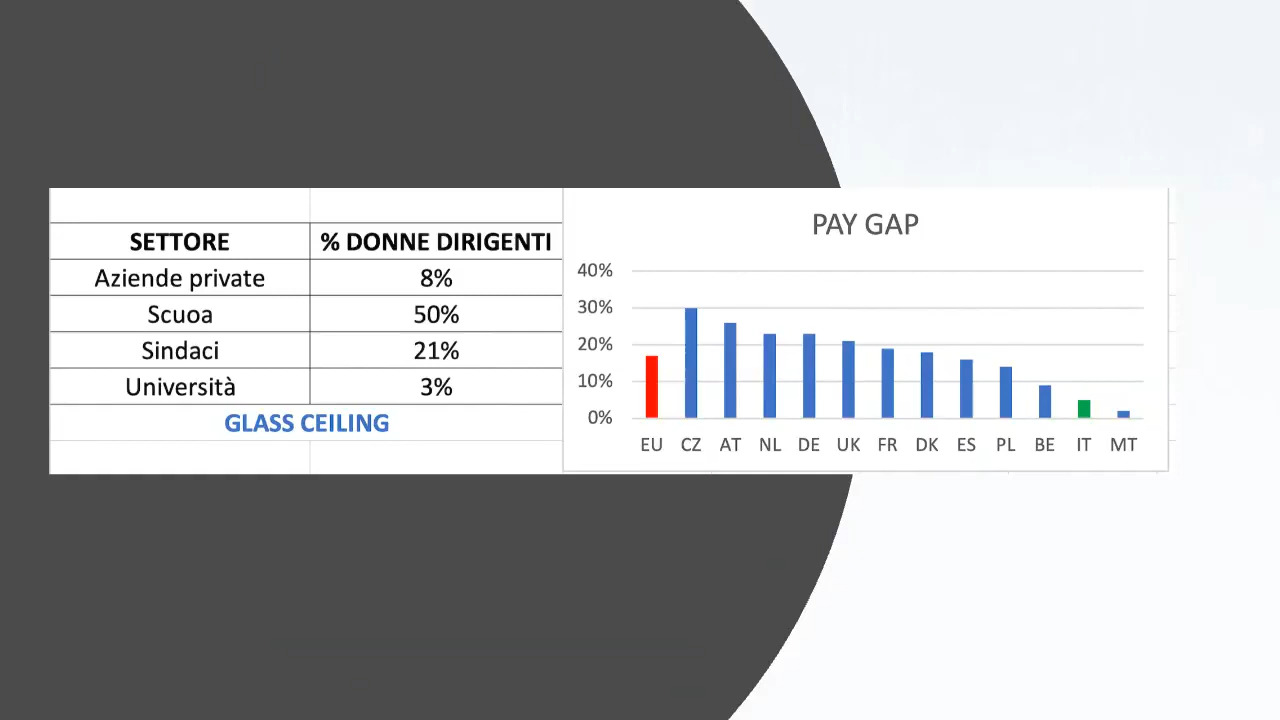 SETTORE % DONNE DIRIGENTI
Aziende private 8%
Scuoa 50%
Sindaci 21%
Università 3%
GLASS CEILING
PAY GAP
40%
30%
20%
10%
0%
EU CZ AT NL DE UK FR DK ES PL BE IT MT